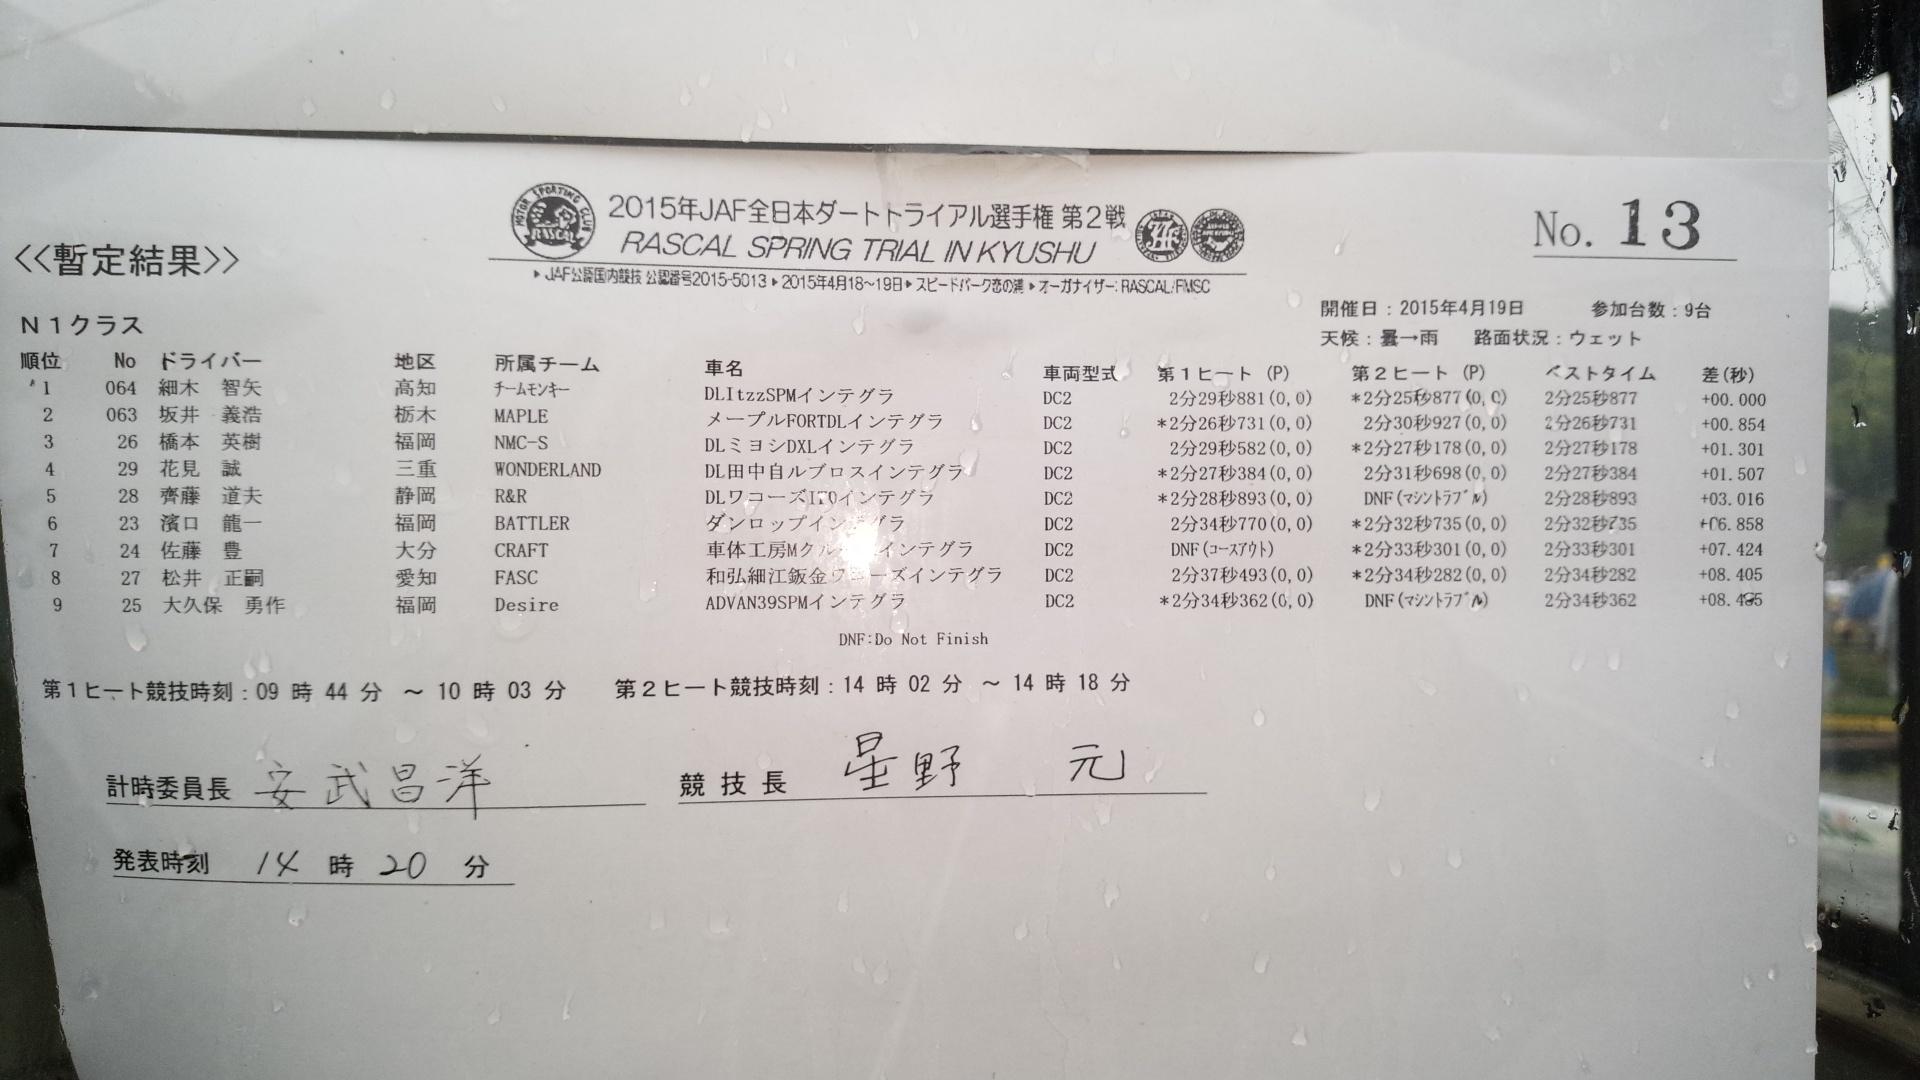 2015年JAF全日本ダートトライアル選手権 第2戦
RASCAL SPRING TRIAL IN KYUSHU
▶JAF公認国内競技 公認番号2015-5013▶2015年4月18～19日▶スピードパーク恋の浦▶オーガナイザー:RASCAL/FMSC
MOTOR SPORTING CLUB RASCAL
No. 13
<<暫定結果>>
開催日：2015年4月19日 参加台数：9台
N1クラス 天候：曇→雨 路面状況：ウェット
順位 No ドライバー 地区 所属チーム 車名 車両型式 第1ヒート (P) 第2ヒート (P) ベストタイム 差(秒)
1 064 細木 智矢 高知 チームモンキー DLItzzSPMインテグラ DC2 2分29秒881(0,0) *2分25秒877(0,0) 2分25秒877 +00.000
2 063 坂井 義浩 栃木 MAPLE メープルFORTDLインテグラ DC2 *2分26秒731(0,0) 2分30秒927(0,0) 2分26秒731 +00.854
3 26 橋本 英樹 福岡 NMC-S DLミヨシDXLインテグラ DC2 2分29秒582(0,0) *2分27秒178(0,0) 2分27秒178 +01.301
4 29 花見 誠 三重 WONDERLAND DL田中自ルブロスインテグラ DC2 *2分27秒384(0,0) 2分31秒698(0,0) 2分27秒384 +01.507
5 28 齊藤 道夫 静岡 R&R DLワコーズITOインテグラ DC2 *2分28秒893(0,0) DNF(マシントラブル) 2分28秒893 +03.016
6 23 濱口 龍一 福岡 BATTLER ダンロップインテグラ DC2 2分34秒770(0,0) *2分32秒735(0,0) 2分32秒735 +06.858
7 24 佐藤 豊 大分 CRAFT 車体工房Mインテグラ DC2 DNF(コースアウト) *2分33秒301(0,0) 2分33秒301 +07.424
8 27 松井 正嗣 愛知 FASC 和弘細江鈑金ワコーズインテグラ DC2 2分37秒493(0,0) *2分34秒282(0,0) 2分34秒282 +08.405
9 25 大久保 勇作 福岡 Desire ADVAN39SPMインテグラ DC2 *2分34秒362(0,0) DNF(マシントラブル) 2分34秒362 +08.485
DNF:Do Not Finish
第1ヒート競技時刻：09 時 44 分 ～ 10 時 03 分 第2ヒート競技時刻：14 時 02 分 ～ 14 時 18 分
計時委員長 安武昌洋 競技長 星野 元
発表時刻 14 時 20 分